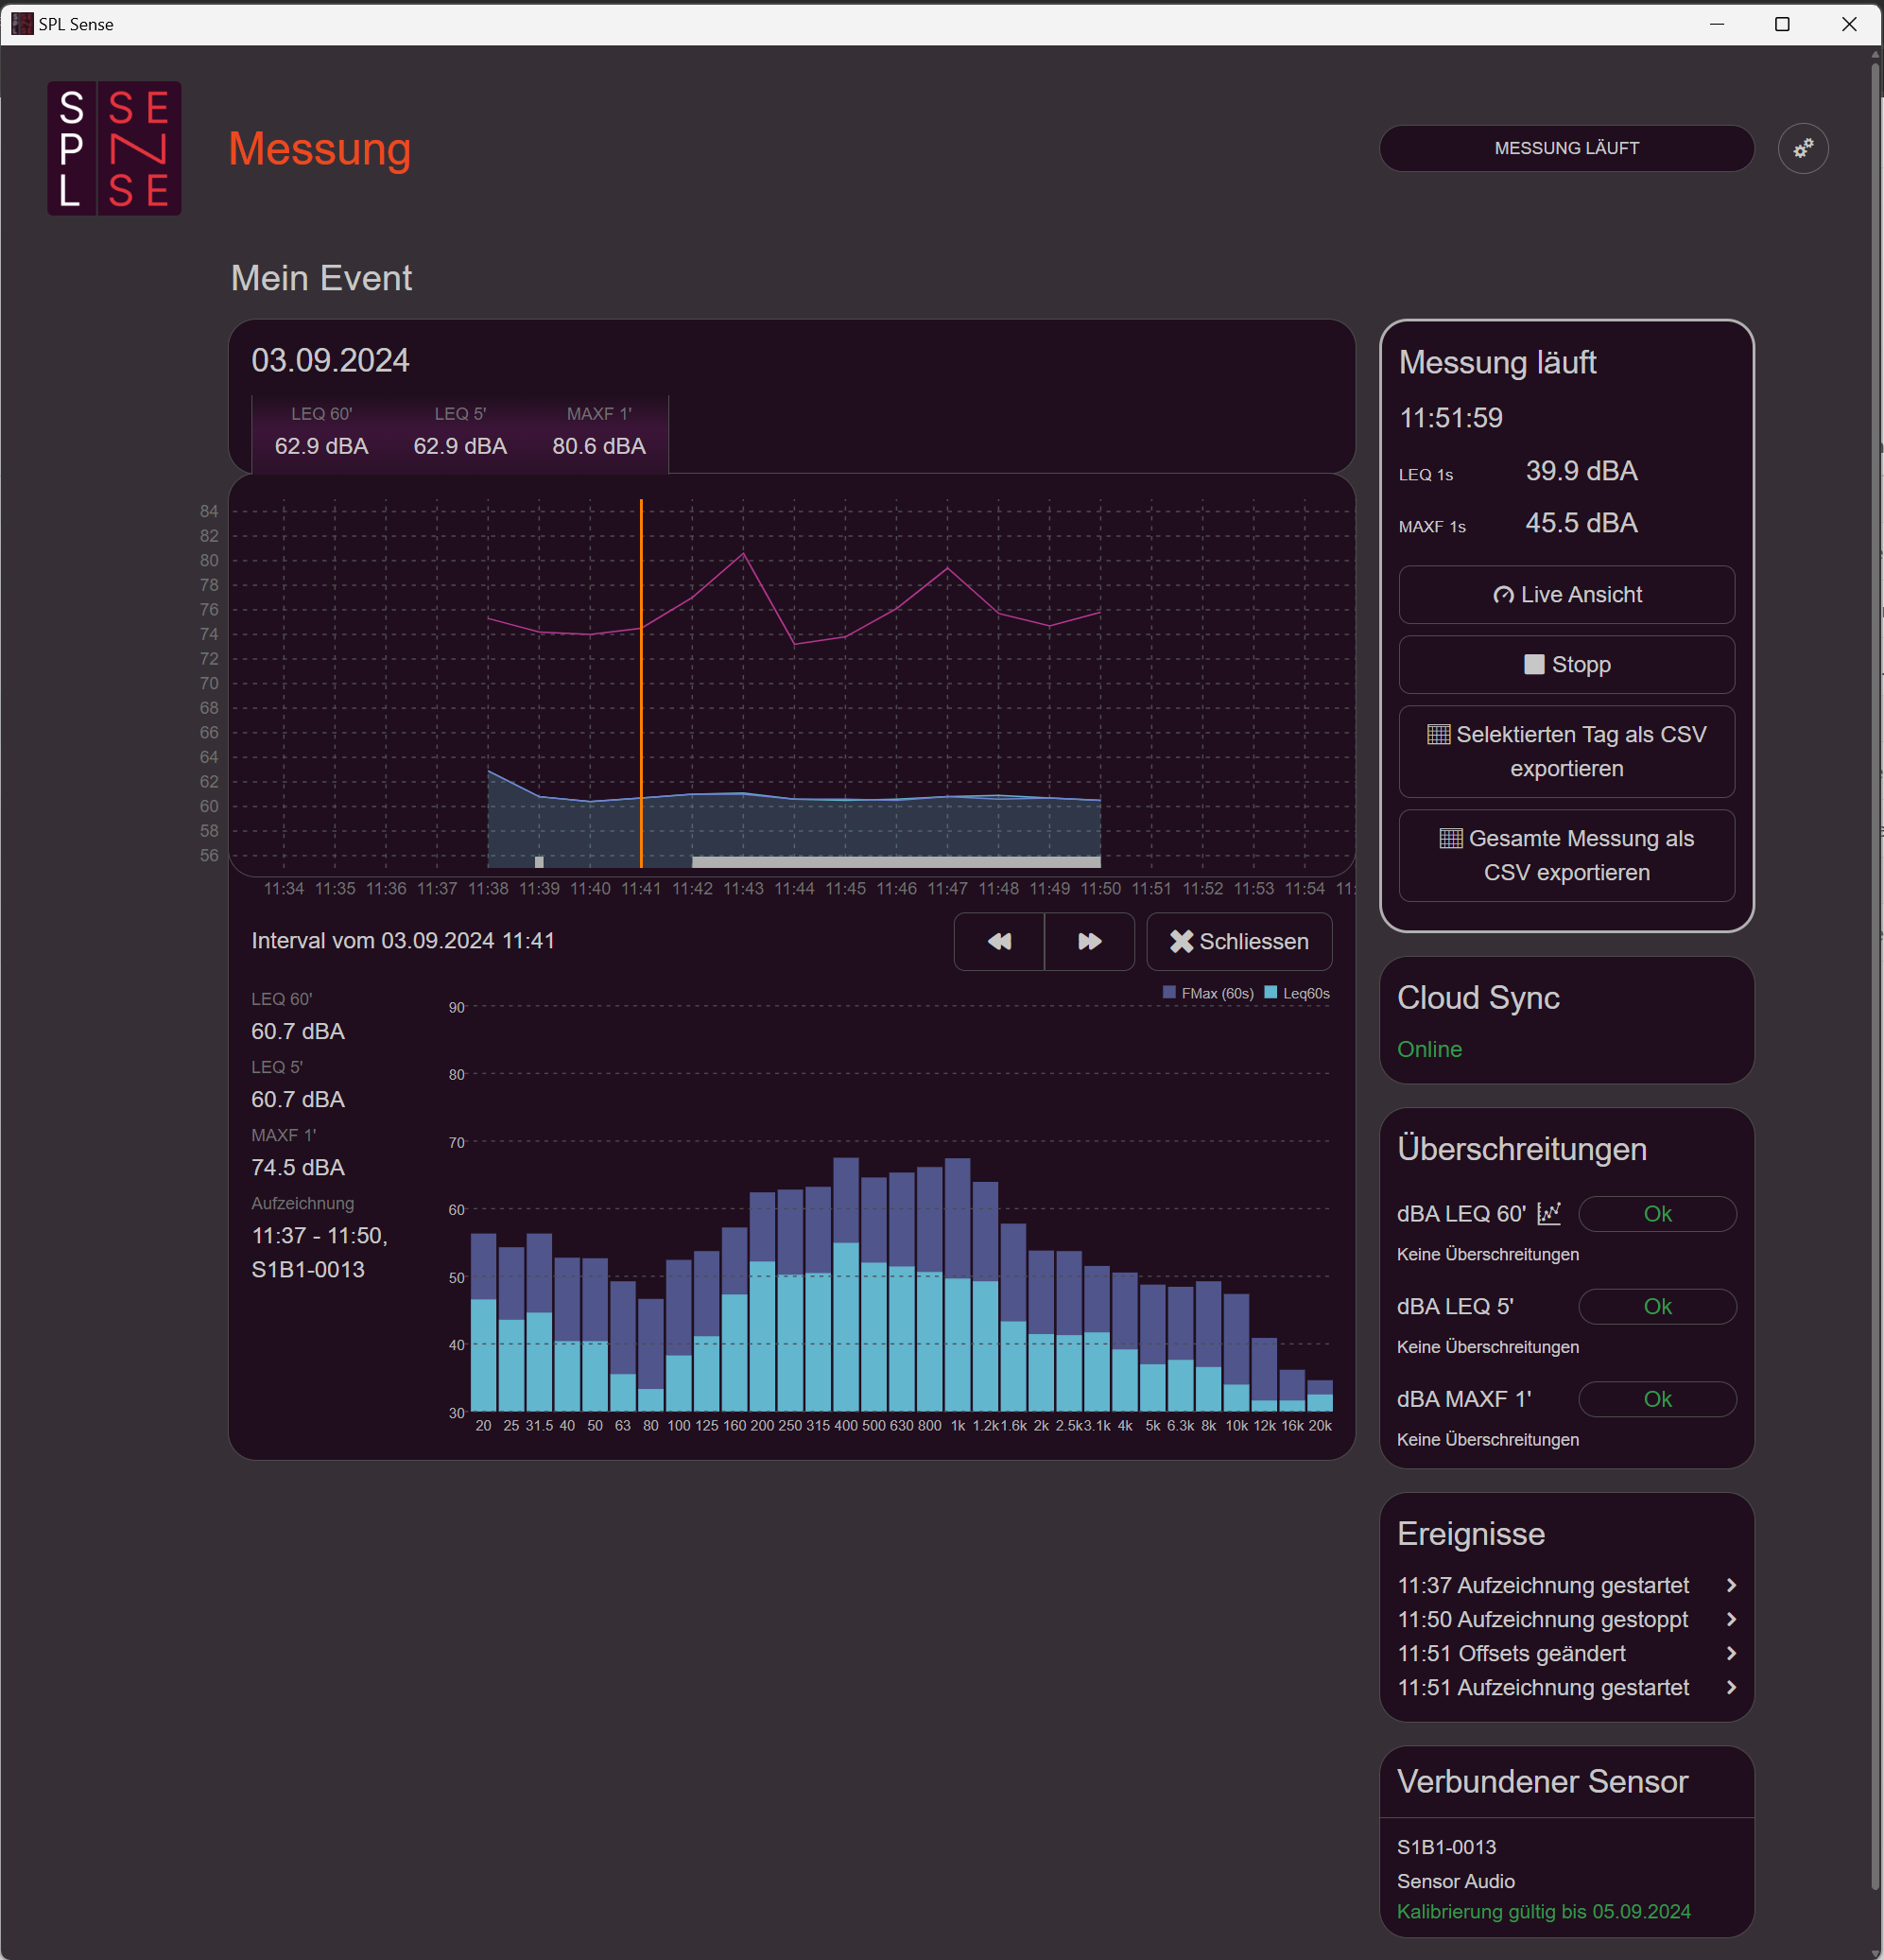 SPL Sense
S SE
P N
L SE
Messung
MESSUNG LÄUFT
Mein Event
03.09.2024
LEQ 60' LEQ 5' MAXF 1'
62.9 dBA 62.9 dBA 80.6 dBA
84
82
80
78
76
74
72
70
68
66
64
62
60
58
56
11:34 11:35 11:36 11:37 11:38 11:39 11:40 11:41 11:42 11:43 11:44 11:45 11:46 11:47 11:48 11:49 11:50 11:51 11:52 11:53 11:54 11:
Interval vom 03.09.2024 11:41
Schliessen
LEQ 60'
60.7 dBA
LEQ 5'
60.7 dBA
MAXF 1'
74.5 dBA
Aufzeichnung
11:37 - 11:50,
S1B1-0013
FMax (60s) Leq60s
90
80
70
60
50
40
30
20 25 31.5 40 50 63 80 100 125 160 200 250 315 400 500 630 800 1k 1.2k 1.6k 2k 2.5k 3.1k 4k 5k 6.3k 8k 10k 12k 16k 20k
Messung läuft
11:51:59
LEQ 1s 39.9 dBA
MAXF 1s 45.5 dBA
Live Ansicht
Stopp
Selektierten Tag als CSV
exportieren
Gesamte Messung als
CSV exportieren
Cloud Sync
Online
Überschreitungen
dBA LEQ 60' Ok
Keine Überschreitungen
dBA LEQ 5' Ok
Keine Überschreitungen
dBA MAXF 1' Ok
Keine Überschreitungen
Ereignisse
11:37 Aufzeichnung gestartet
11:50 Aufzeichnung gestoppt
11:51 Offsets geändert
11:51 Aufzeichnung gestartet
Verbundener Sensor
S1B1-0013
Sensor Audio
Kalibrierung gültig bis 05.09.2024